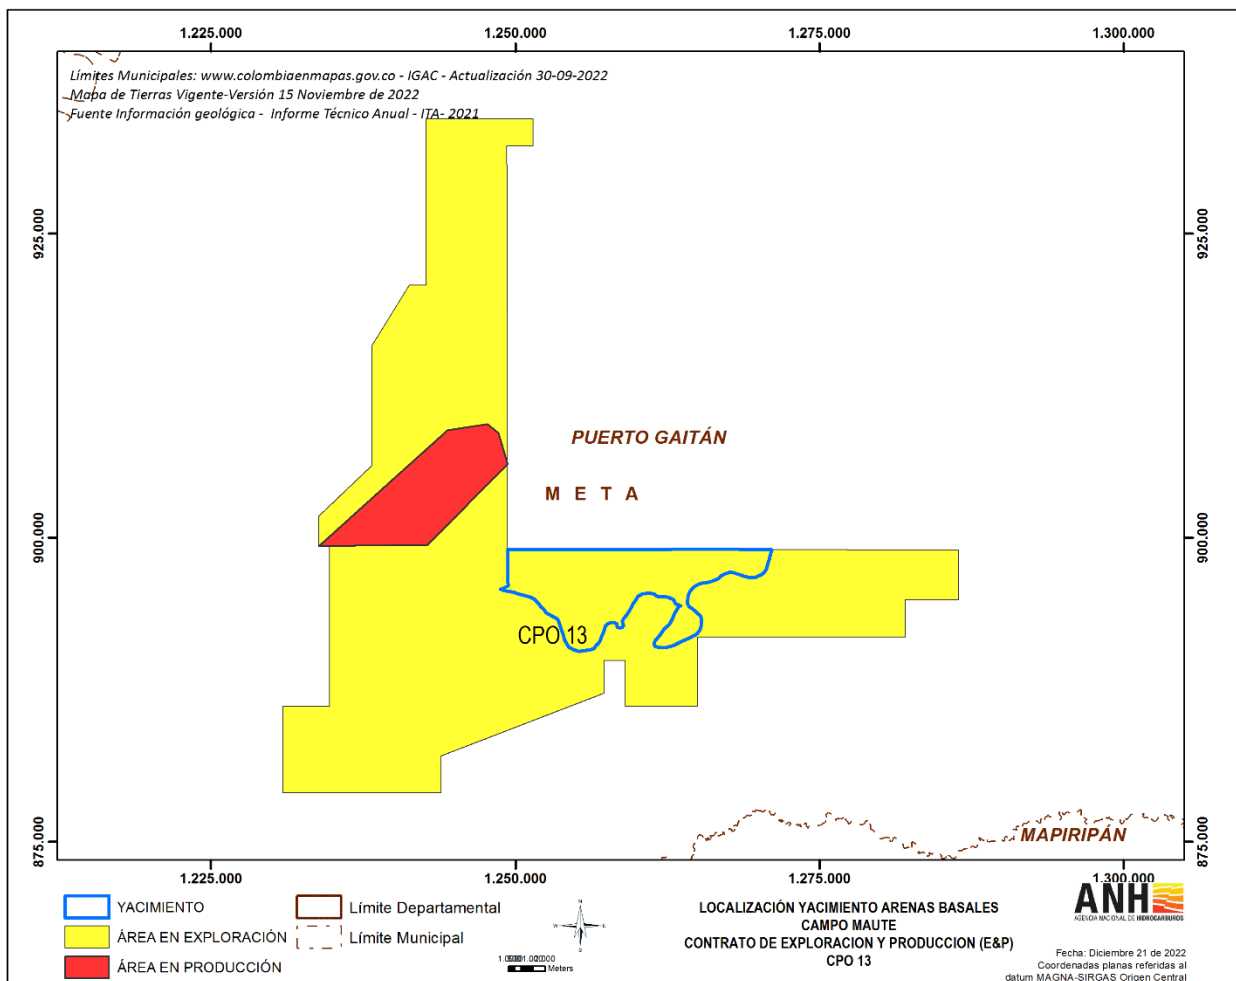 1.225.000 1.250.000 1.275.000 1.300.000
Límites Municipales: www.colombiaenmapas.gov.co - IGAC - Actualización 30-09-2022
Mapa de Tierras Vigente-Versión 15 Noviembre de 2022
Fuente Información geológica - Informe Técnico Anual - ITA- 2021
925.000 925.000
PUERTO GAITÁN
M E T A
900.000 900.000
CPO 13
MAPIRIPÁN
875.000 875.000
1.225.000 1.250.000 1.275.000 1.300.000
YACIMIENTO
ÁREA EN EXPLORACIÓN
ÁREA EN PRODUCCIÓN
Límite Departamental
Límite Municipal
N
W E
S
Meters
LOCALIZACIÓN YACIMIENTO ARENAS BASALES
CAMPO MAUTE
CONTRATO DE EXPLORACION Y PRODUCCION (E&P)
CPO 13
ANH
AGENCIA NACIONAL DE HIDROCARBUROS
Fecha: Diciembre 21 de 2022
Coordenadas planas referidas al
datum MAGNA-SIRGAS Origen Central